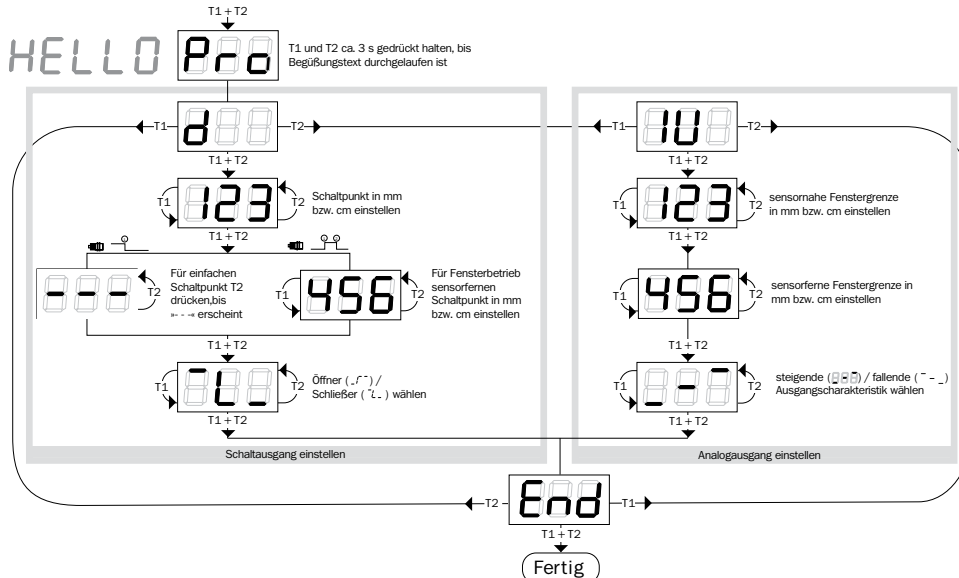 T1 + T2
HELLO
Pro
T1 und T2 ca. 3 s gedrückt halten, bis
Begüßungstext durchgelaufen ist
T1
d
T2
T1
IU
T2
T1 + T2
T1 + T2
T1
123
T2
Schaltpunkt in mm
bzw. cm einstellen
T1
123
T2
sensornahe Fenstergrenze
in mm bzw. cm einstellen
T1 + T2
T1 + T2
- - -
T2
Für einfachen
Schaltpunkt T2
drücken,bis
»- - -« erscheint
T1
456
T2
Für Fensterbetrieb
sensorfernen
Schaltpunkt in mm
bzw. cm einstellen
T1
456
T2
sensorferne Fenstergrenze in
mm bzw. cm einstellen
T1 + T2
T1 + T2
T1
¯L_
T2
Öffner ( _Γ¯ ) /
Schließer ( ¯L_ ) wählen
T1
_-¯
T2
steigende ( _-¯ ) / fallende ( ¯-_ )
Ausgangscharakteristik wählen
T1 + T2
T1 + T2
Schaltausgang einstellen
Analogausgang einstellen
T2
End
T1
T1 + T2
Fertig